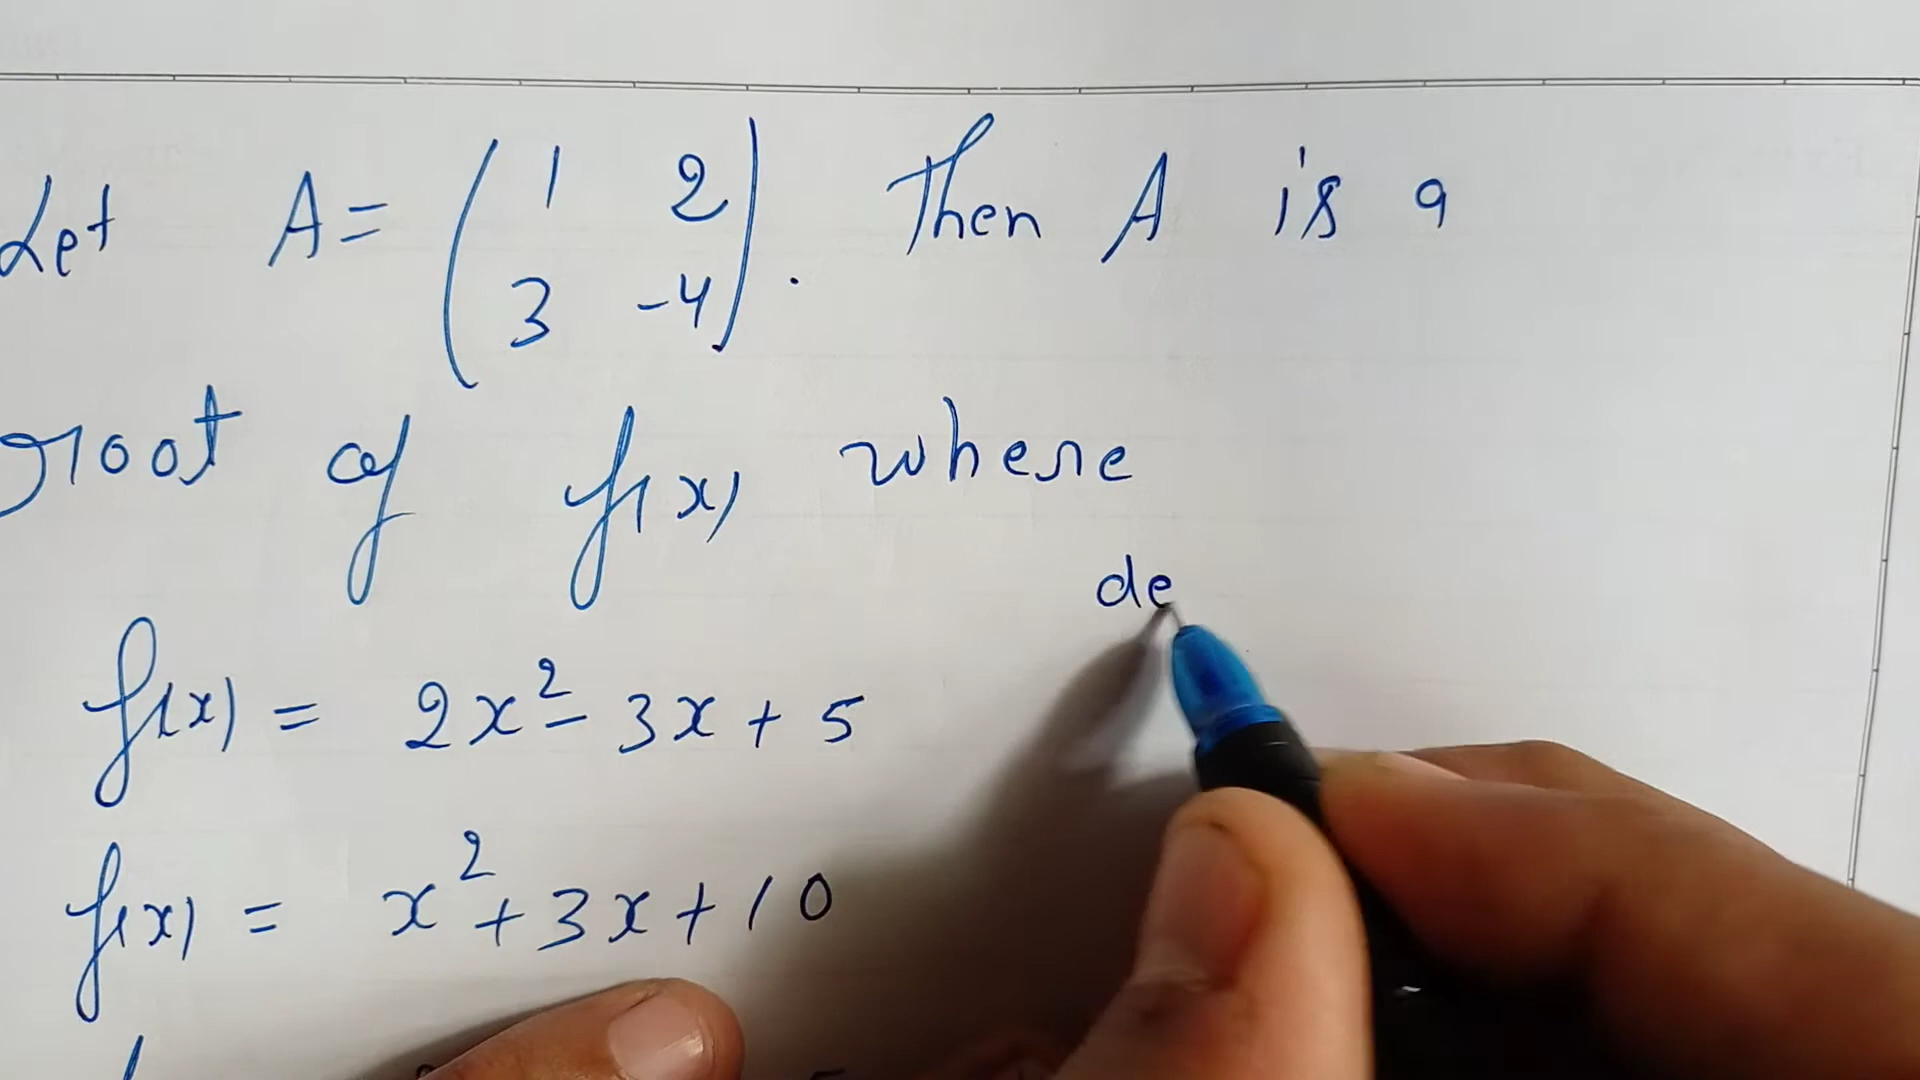 Let A = ( 1 2
3 -4 ). Then A is a
root of f(x) where
de
f(x) = 2x² - 3x + 5
f(x) = x² + 3x + 10